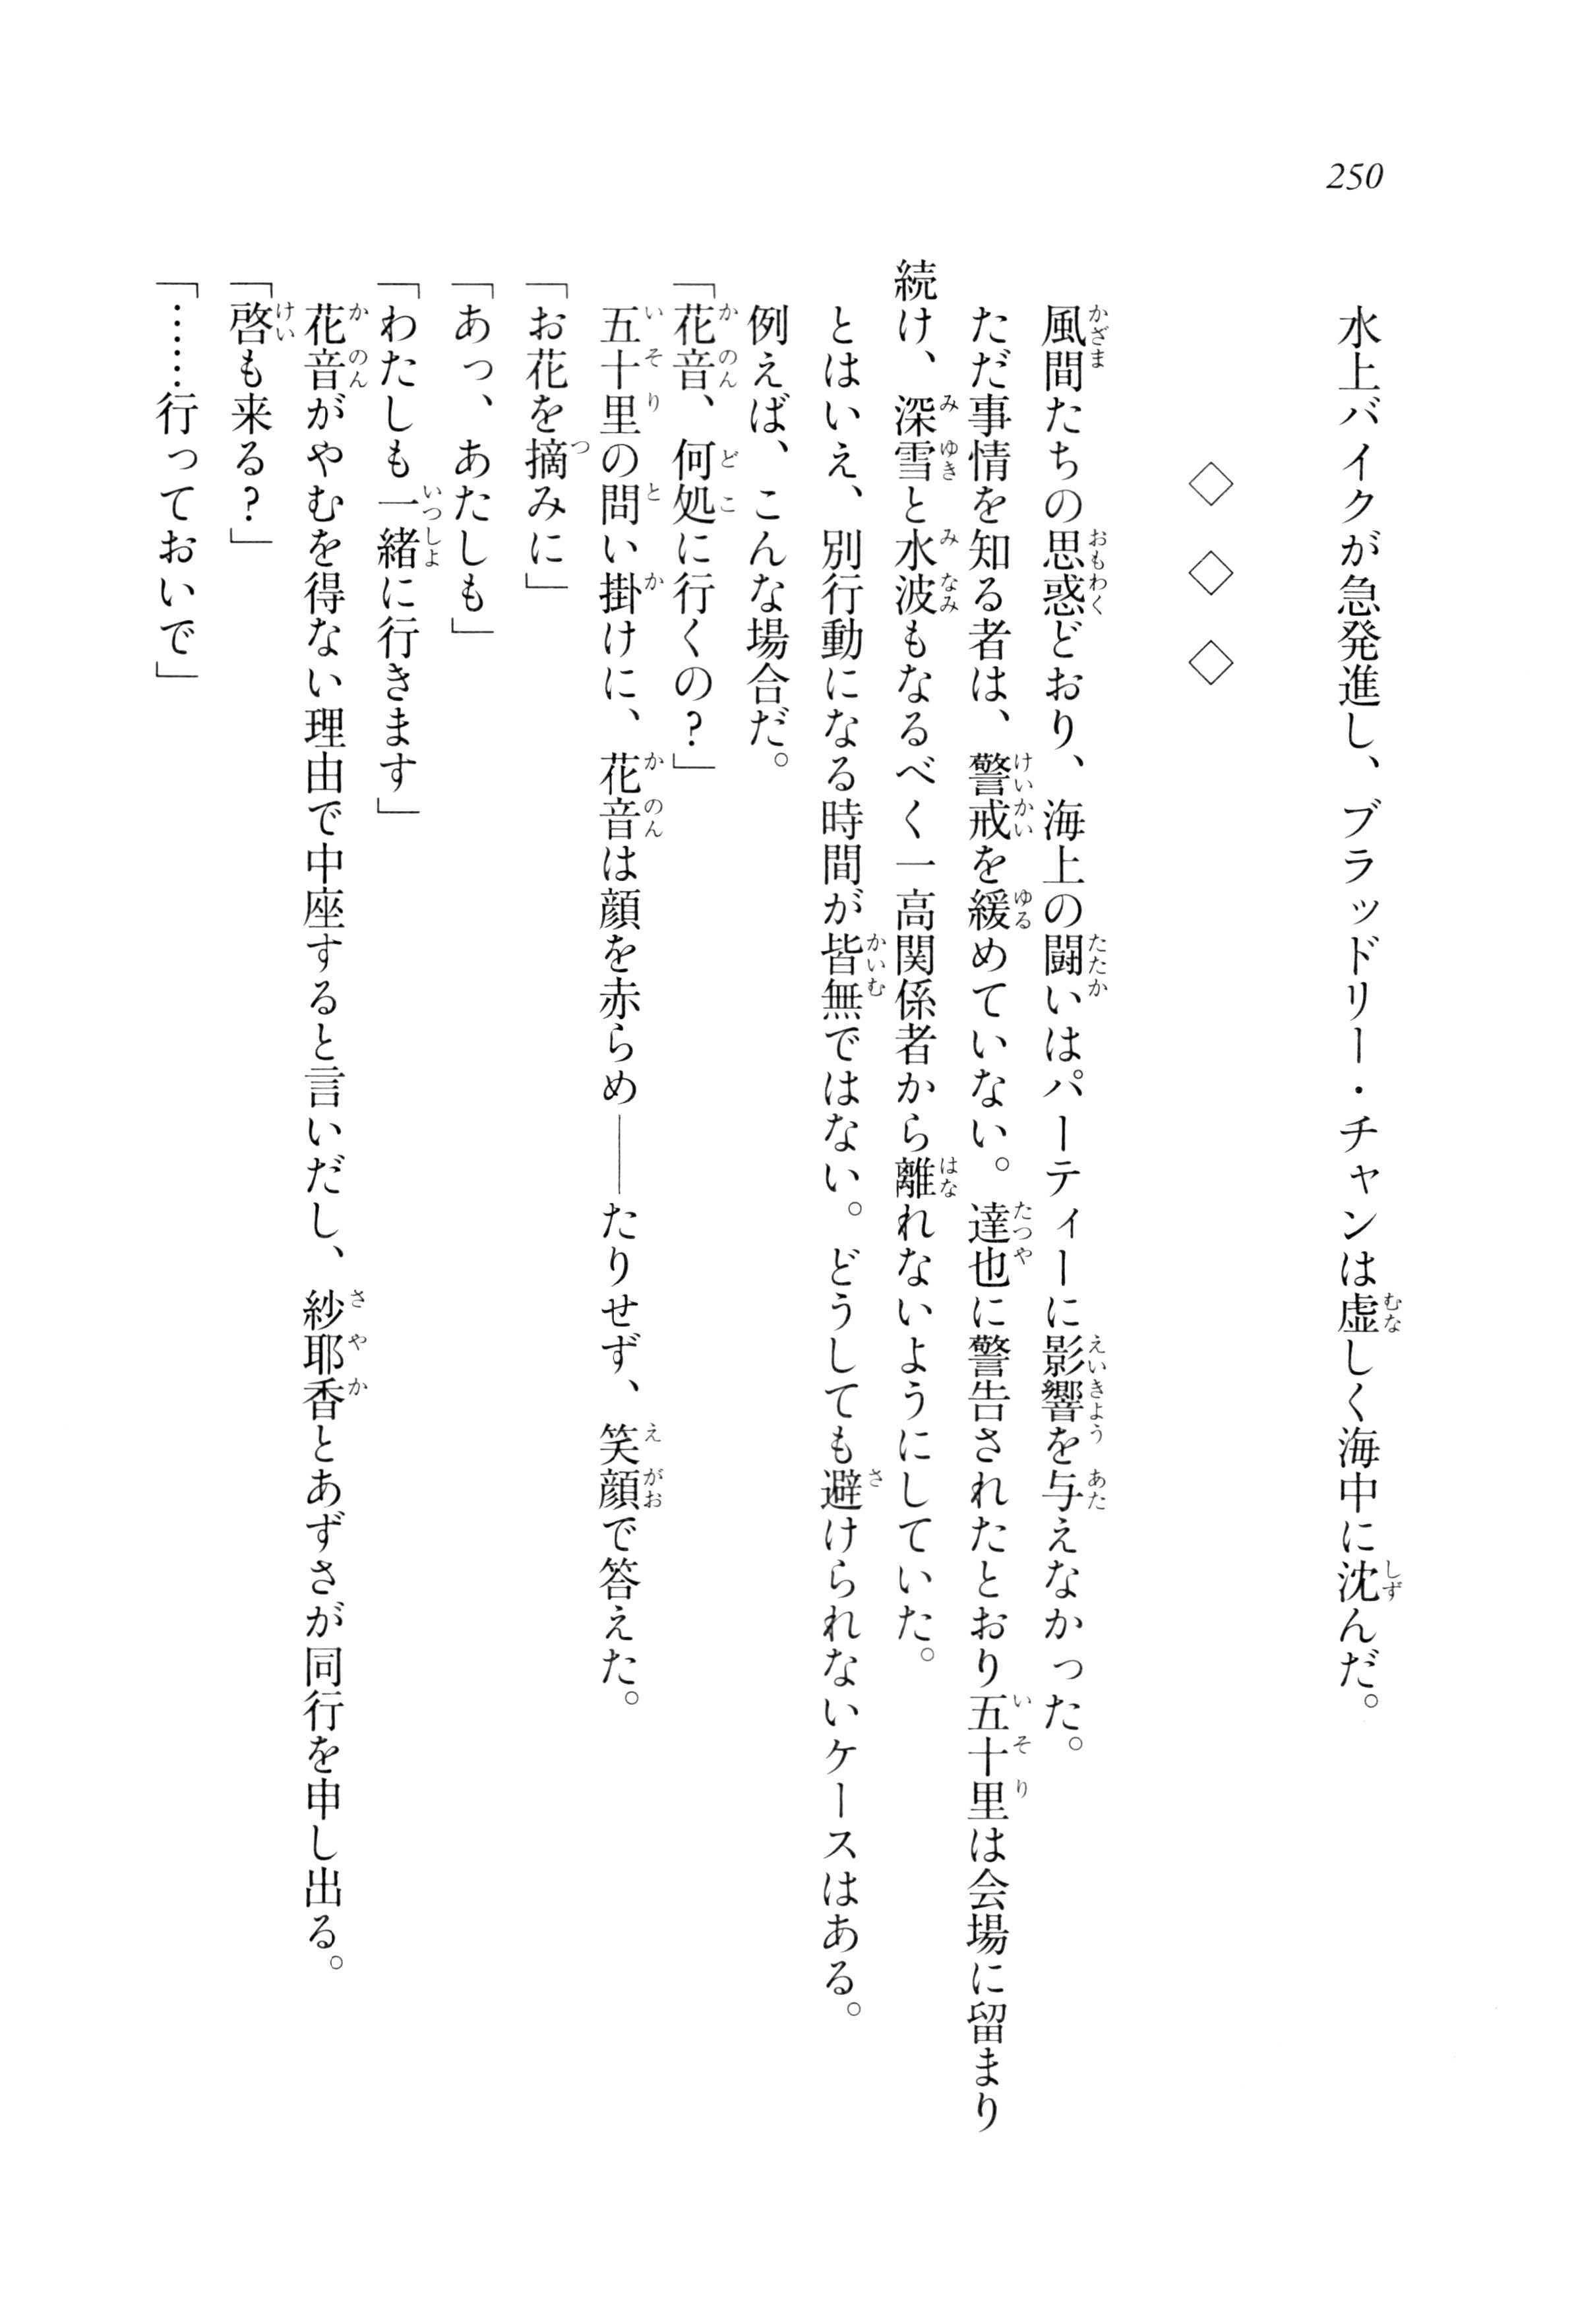 250
水上バイクが急発進し、ブラッドリー・チャンは虚しく海中に沈んだ。
◇ ◇ ◇
風間たちの思惑どおり、海上の闘いはパーティーに影響を与えなかった。
ただ事情を知る者は、警戒を緩めていない。達也に警告されたとおり五十里は会場に留まり
続け、深雪と水波もなるべく一高関係者から離れないようにしていた。
とはいえ、別行動になる時間が皆無ではない。どうしても避けられないケースはある。
例えば、こんな場合だ。
「花音、何処に行くの？」
五十里の問い掛けに、花音は顔を赤らめ――たりせず、笑顔で答えた。
「お花を摘みに」
「あっ、あたしも」
「わたしも一緒に行きます」
花音がやむを得ない理由で中座すると言いだし、紗耶香とあずさが同行を申し出る。
「啓も来る？」
「……行っておいで」